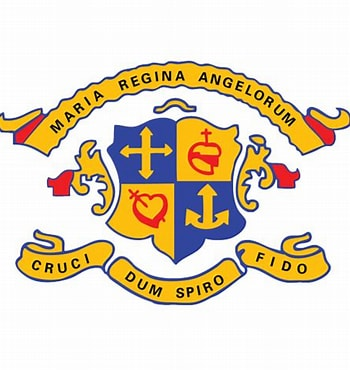 MARIA REGINA ANGELORUM
CRUCI DUM SPIRO FIDO